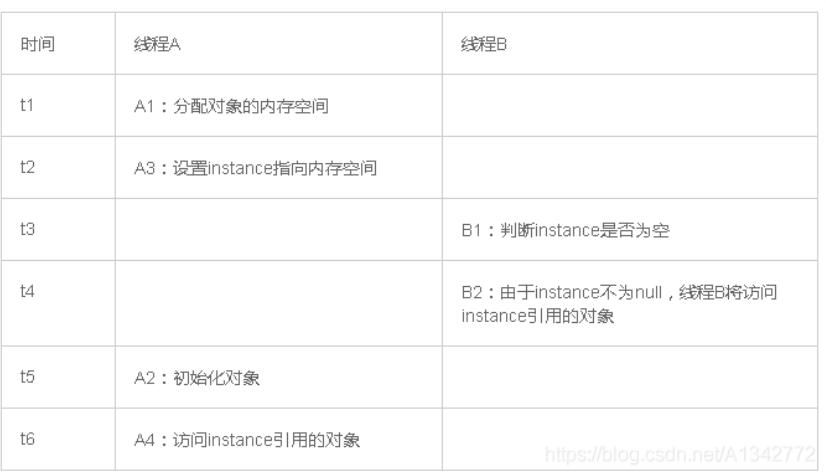 时间 线程A 线程B
t1 A1：分配对象的内存空间
t2 A3：设置instance指向内存空间
t3 B1：判断instance是否为空
t4 B2：由于instance不为null，线程B将访问
instance引用的对象
t5 A2：初始化对象
t6 A4：访问instance引用的对象
https://blog.csdn.net/A1342772